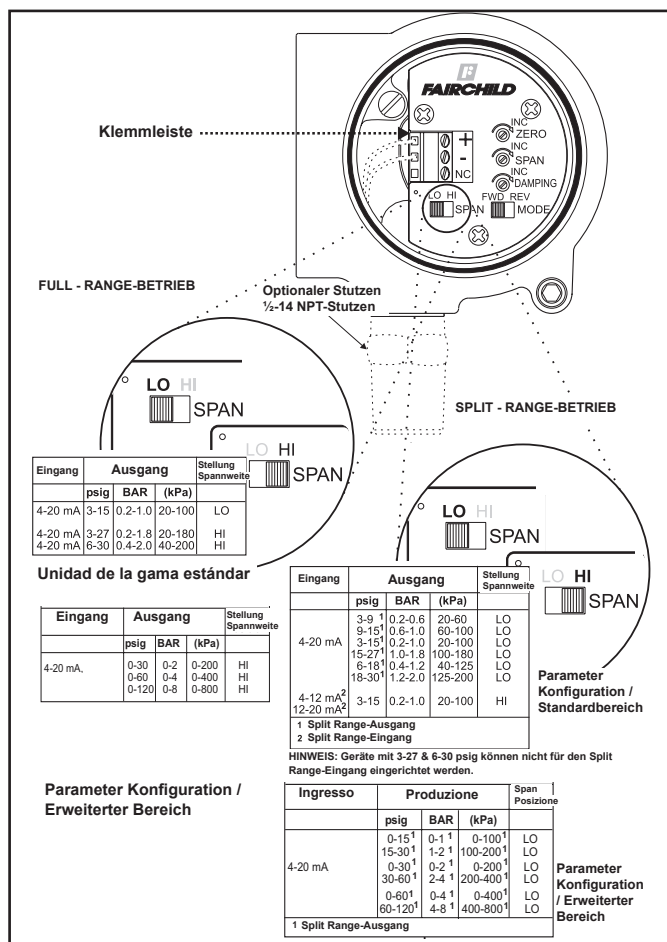 FAIRCHILD
Klemmleiste
+
-
NC
INC
ZERO
INC
SPAN
INC
DAMPING
LO HI
SPAN
FWD REV
MODE
FULL - RANGE-BETRIEB
Optionaler Stutzen
½-14 NPT-Stutzen
LO HI
SPAN
LO HI
SPAN
Eingang Ausgang Stellung
Spannweite
psig BAR (kPa)
4-20 mA 3-15 0.2-1.0 20-100 LO
4-20 mA 3-27 0.2-1.8 20-180 HI
4-20 mA 6-30 0.4-2.0 40-200 HI
Unidad de la gama estándar
Eingang Ausgang Stellung
Spannweite
psig BAR (kPa)
4-20 mA, 0-30 0-2 0-200 HI
0-60 0-4 0-400 HI
0-120 0-8 0-800 HI
Parameter Konfiguration /
Erweiterter Bereich
SPLIT - RANGE-BETRIEB
LO HI
SPAN
LO HI
SPAN
Eingang Ausgang Stellung
Spannweite
psig BAR (kPa)
3-9 1 0.2-0.6 20-60 LO
9-15 1 0.6-1.0 60-100 LO
4-20 mA 3-15 1 0.2-1.0 20-100 LO
15-27 1 1.0-1.8 100-180 LO
6-18 1 0.4-1.2 40-125 LO
18-30 1 1.2-2.0 125-200 LO
4-12 mA 2
12-20 mA 2 3-15 0.2-1.0 20-100 HI
1 Split Range-Ausgang
2 Split Range-Eingang
Parameter
Konfiguration /
Standardbereich
HINWEIS: Geräte mit 3-27 & 6-30 psig können nicht für den Split
Range-Eingang eingerichtet werden.
Ingresso Produzione Span
Posizione
psig BAR (kPa)
0-15 1 0-1 1 0-100 1 LO
15-30 1 1-2 1 100-200 1 LO
4-20 mA 0-30 1 0-2 1 0-200 1 LO
30-60 1 2-4 1 200-400 1 LO
0-60 1 0-4 1 0-400 1 LO
60-120 1 4-8 1 400-800 1 LO
1 Split Range-Ausgang
Parameter
Konfiguration
/ Erweiterter
Bereich